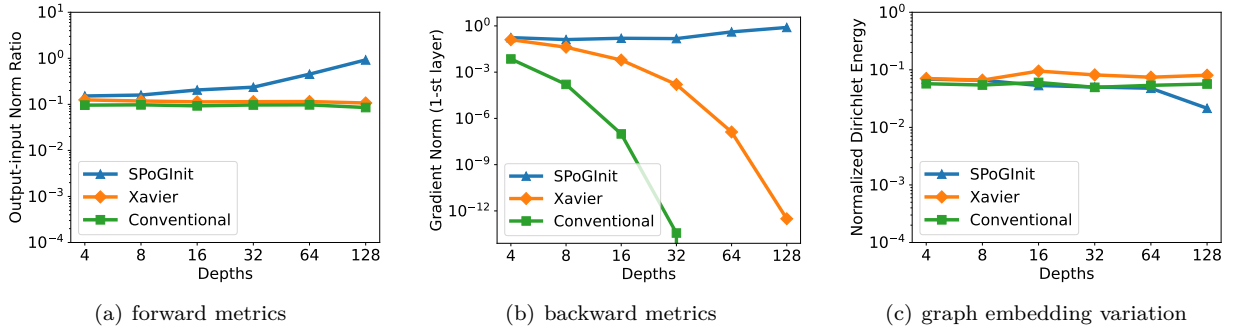 Output-input Norm Ratio
10^1
10^0
10^-1
10^-2
10^-3
10^-4
SPoGInit
Xavier
Conventional
4 8 16 32 64 128
Depths
(a) forward metrics
Gradient Norm (1-st layer)
10^0
10^-3
10^-6
10^-9
10^-12
SPoGInit
Xavier
Conventional
4 8 16 32 64 128
Depths
(b) backward metrics
Normalized Dirichlet Energy
10^0
10^-1
10^-2
10^-3
10^-4
SPoGInit
Xavier
Conventional
4 8 16 32 64 128
Depths
(c) graph embedding variation